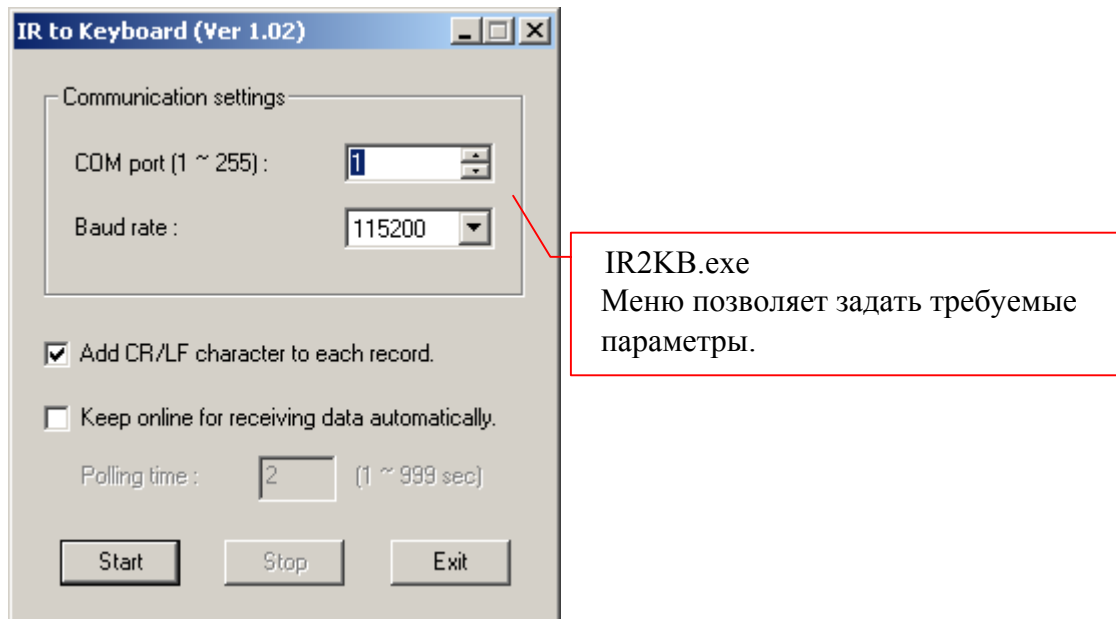 IR to Keyboard (Ver 1.02)
Communication settings
COM port (1 ~ 255) : 1
Baud rate : 115200
IR2KB.exe
Меню позволяет задать требуемые
параметры.
Add CR/LF character to each record.
Keep online for receiving data automatically.
Polling time : 2 (1 ~ 999 sec)
Start Stop Exit